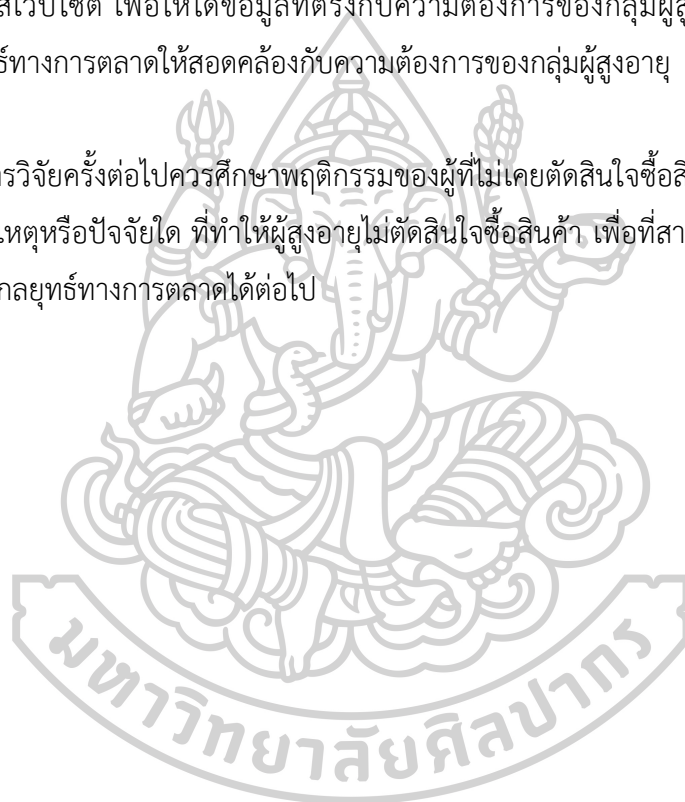 เว็บไซต์ เพื่อให้ได้ข้อมูลที่ตรงกับความต้องการของกลุ่มผู้สู
ธ์ทางการตลาดให้สอดคล้องกับความต้องการของกลุ่มผู้สูงอายุ
ารวิจัยครั้งต่อไปควรศึกษาพฤติกรรมของผู้ที่ไม่เคยตัดสินใจซื้อสิ
เหตุหรือปัจจัยใด ที่ทำให้ผู้สูงอายุไม่ตัดสินใจซื้อสินค้า เพื่อที่สา
กลยุทธ์ทางการตลาดได้ต่อไป
มหาวิทยาลัยศิลปากร